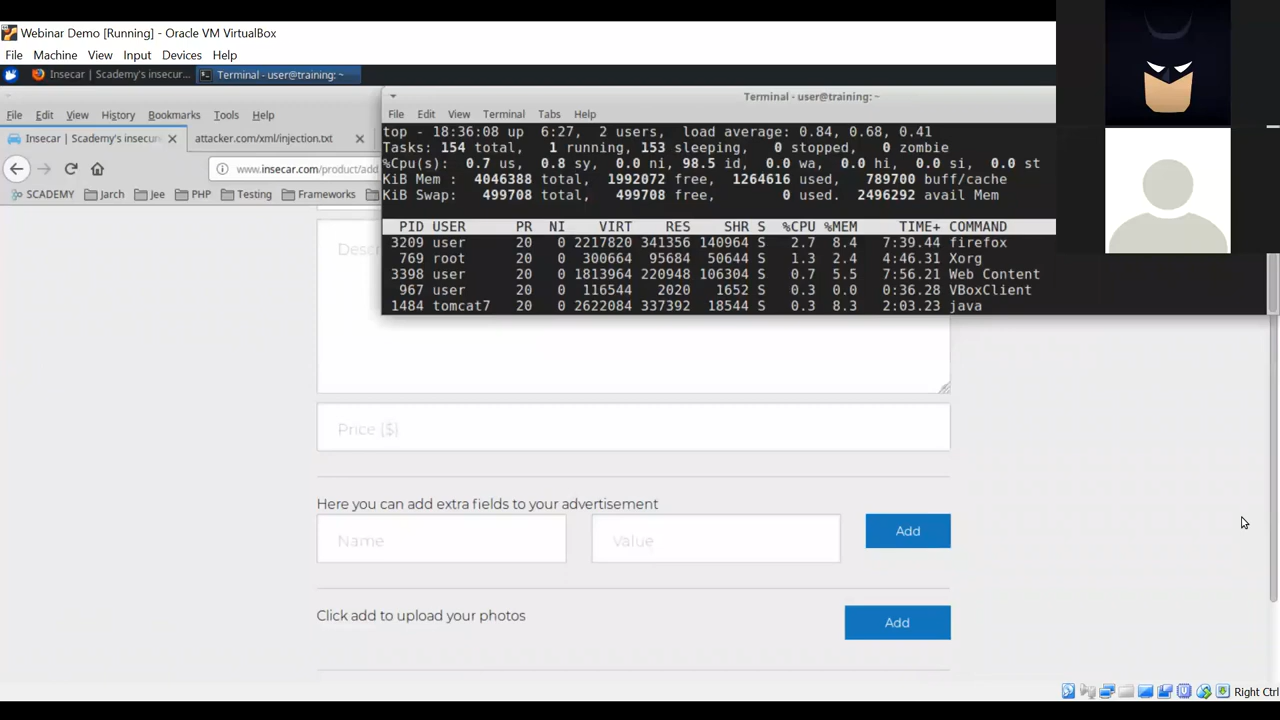 Webinar Demo [Running] - Oracle VM VirtualBox
File Machine View Input Devices Help
Insecar | Scademy's insecur... Terminal - user@training: ~
Terminal - user@training: ~
File Edit View History Bookmarks Tools Help
File Edit View Terminal Tabs Help
Insecar | Scademy's insecur attacker.com/xml/injection.txt
www.insecar.com/product/add
SCADEMY Jarch Jee PHP Testing Frameworks
top - 18:36:08 up 6:27, 2 users, load average: 0.84, 0.68, 0.41
Tasks: 154 total, 1 running, 153 sleeping, 0 stopped, 0 zombie
%Cpu(s): 0.7 us, 0.8 sy, 0.0 ni, 98.5 id, 0.0 wa, 0.0 hi, 0.0 si, 0.0 st
KiB Mem : 4046388 total, 1992072 free, 1264616 used, 789700 buff/cache
KiB Swap: 499708 total, 499708 free, 0 used. 2496292 avail Mem
PID USER PR NI VIRT RES SHR S %CPU %MEM TIME+ COMMAND
3209 user 20 0 2217820 341356 140964 S 2.7 8.4 7:39.44 firefox
769 root 20 0 300664 95684 50644 S 1.3 2.4 4:46.31 Xorg
3398 user 20 0 1813964 220948 106304 S 0.7 5.5 7:56.21 Web Content
967 user 20 0 116544 2020 1652 S 0.3 0.0 0:36.28 VBoxClient
1484 tomcat7 20 0 2622084 337392 18544 S 0.3 8.3 2:03.23 java
Descr
Price ($)
Here you can add extra fields to your advertisement
Name Value Add
Click add to upload your photos
Add
Right Ctrl